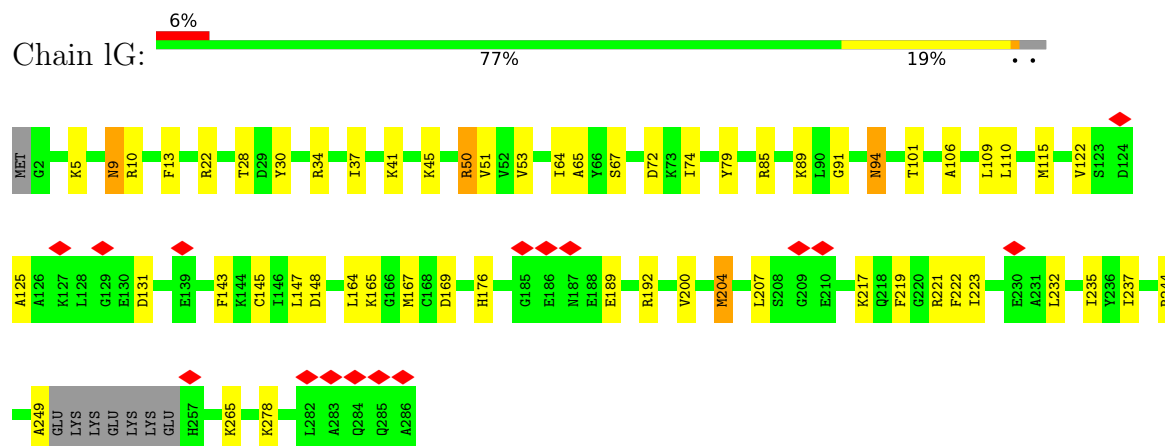 6%
Chain lG:
77% 19% • •
MET G2 K5 N9 R10 F13 R22 T28 D29 Y30 R34 I37 K41 K45 R50 V51 V52 V53 I64 A65 Y66 S67 D72 K73 I74 Y79 R85 K89 L90 G91 N94 T101 A106 L109 L110 M115 V122 S123 D124
A125 A126 K127 L128 G129 E130 D131 E139 F143 K144 C145 I146 L147 D148 L164 K165 G166 M167 C168 D169 H176 G185 E186 N187 E188 E189 R192 V200 M204 L207 S208 G209 E210 K217 Q218 F219 G220 R221 F222 I223 E230 A231 L232 I235 Y236 I237
A249 GLU LYS LYS GLU LYS LYS GLU H257 K265 K278 L282 A283 Q284 Q285 A286